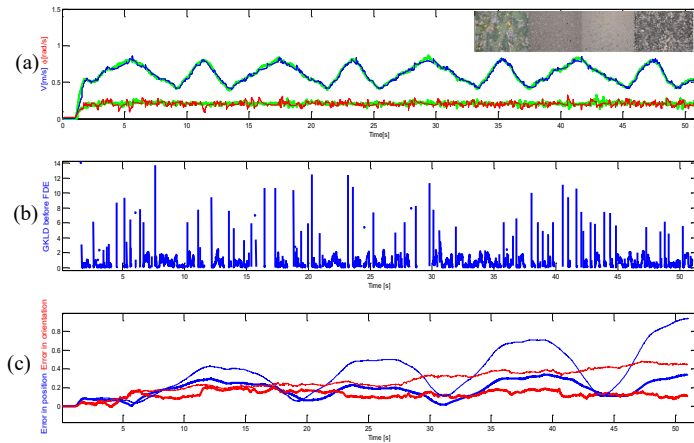 (a)
V[m/s] φ[rad/s]
1.5
1
0.5
0
0 5 10 15 20 25 30 35 40 45 50
Time[s]
(b)
GKLD before FDE
14
12
10
8
6
4
2
0
5 10 15 20 25 30 35 40 45 50
Time [s]
(c)
Error in position Error in orientation
0.8
0.6
0.4
0.2
0
0 5 10 15 20 25 30 35 40 45 50
Time [s]